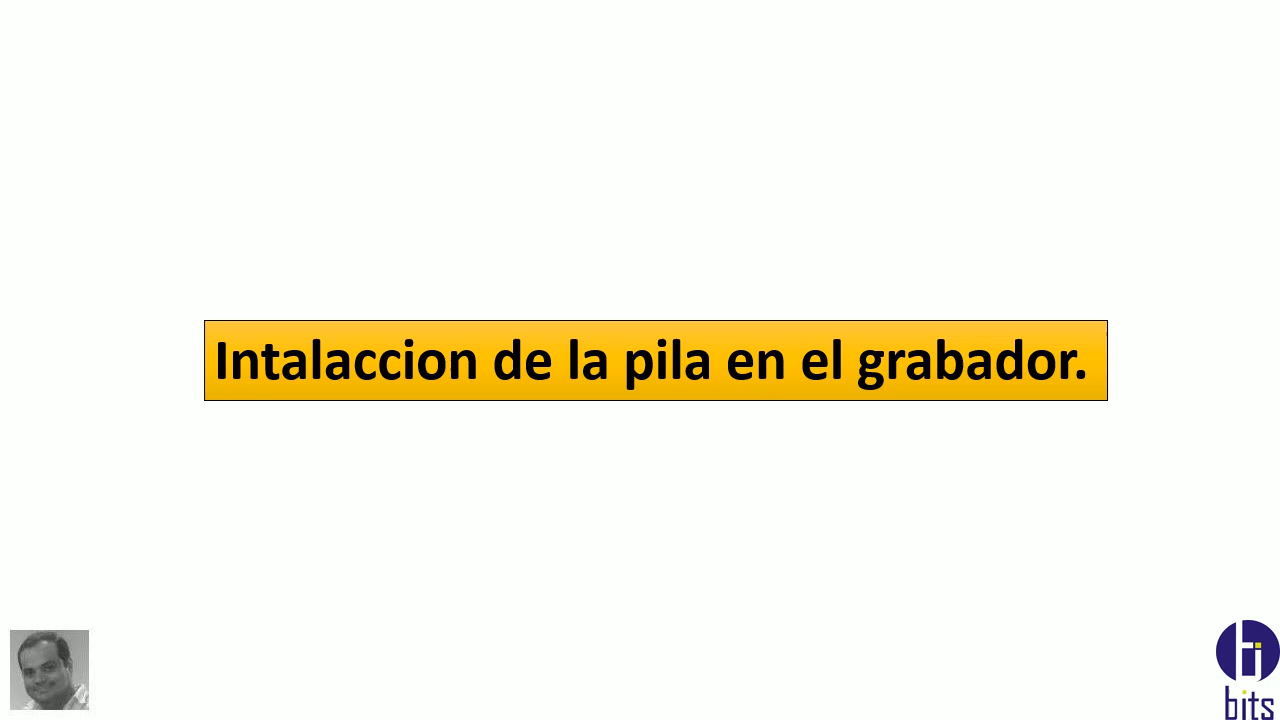 Intalaccion de la pila en el grabador.
bits